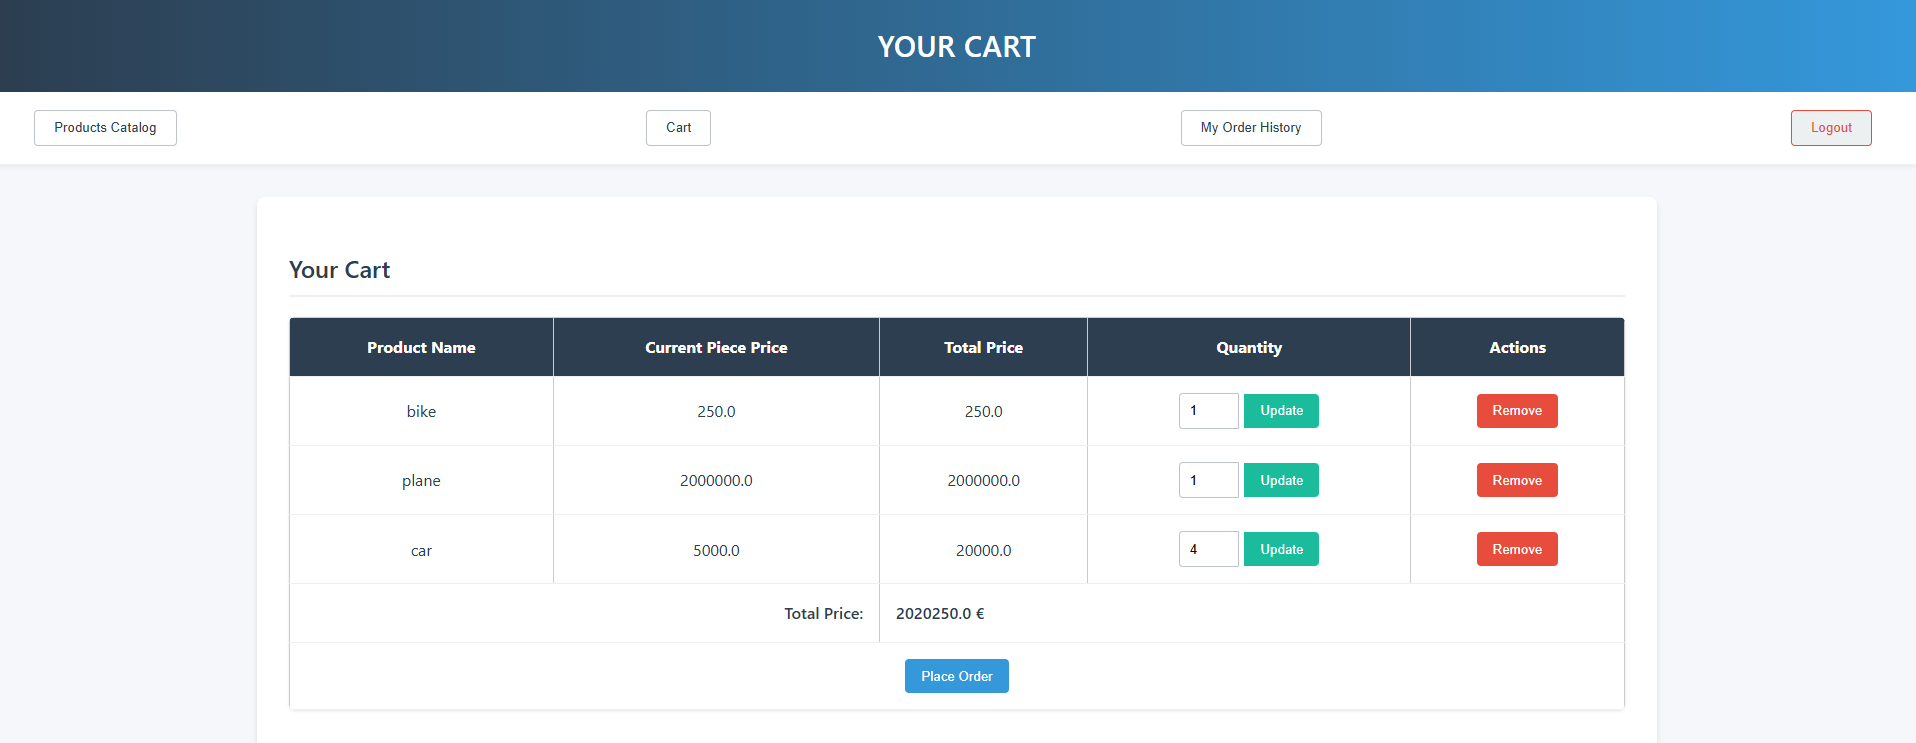 YOUR CART
Products Catalog Cart My Order History Logout
Your Cart
Product Name Current Piece Price Total Price Quantity Actions
bike 250.0 250.0 1 Update Remove
plane 2000000.0 2000000.0 1 Update Remove
car 5000.0 20000.0 4 Update Remove
Total Price: 2020250.0 €
Place Order